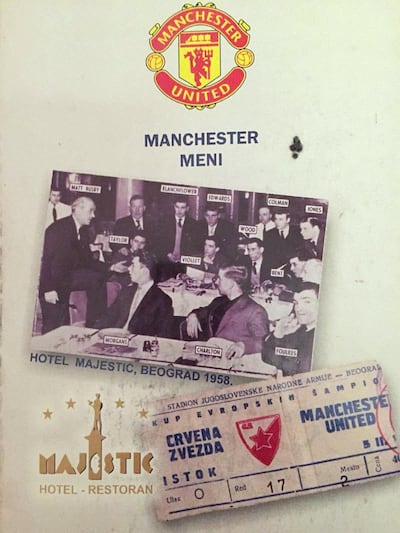 MANCHESTER
UNITED
MANCHESTER
MENI
MATT BUSBY
BLANCHFLOWER
EDWARDS
COLMAN
JONES
TAYLOR
WOOD
VIOLLET
BENT
MORGANS
CHARLTON
FOULKES
HOTEL MAJESTIC, BEOGRAD 1958.
STADION JUGOSLOVENSKE NARODNE ARMIJE — BEOGRAD
KUP EVROPSKIH ŠAMPIO
CRVENA
ZVEZDA
MANCHESTE
UNITED
ISTOK
Ulaz O
Red 17
Mesto 2
MAJESTIC
HOTEL - RESTORAN